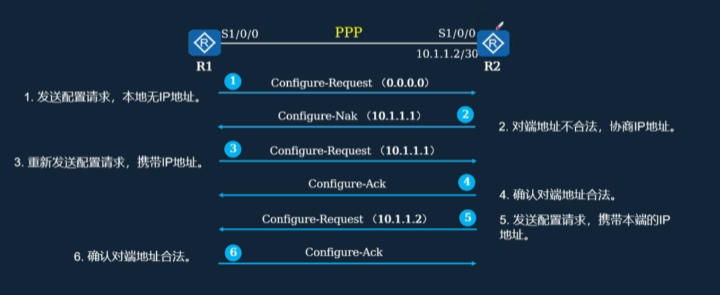 S1/0/0
PPP
S1/0/0
10.1.1.2/30
R
R
R1
R2
1
Configure-Request （0.0.0.0）
1. 发送配置请求，本地无IP地址。
Configure-Nak （10.1.1.1）
2
2. 对端地址不合法，协商IP地址。
3
Configure-Request （10.1.1.1）
3. 重新发送配置请求，携带IP地址。
Configure-Ack
4
4. 确认对端地址合法。
Configure-Request （10.1.1.2）
5
5. 发送配置请求，携带本端的IP
地址。
6
Configure-Ack
6. 确认对端地址合法。